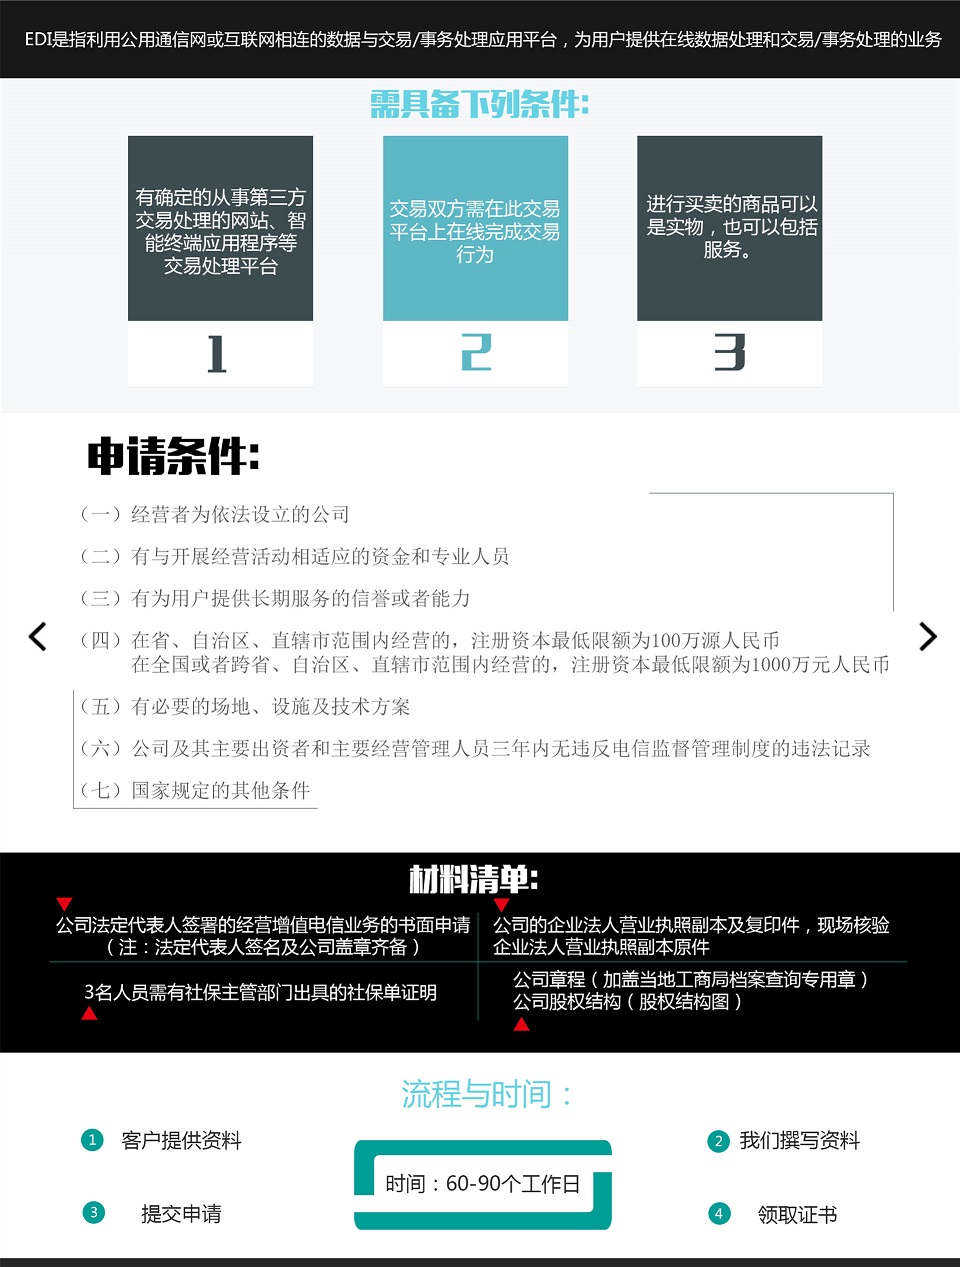 EDI是指利用公用通信网或互联网相连的数据与交易/事务处理应用平台，为用户提供在线数据处理和交易/事务处理的业务
需具备下列条件:
有确定的从事第三方
交易处理的网站、智
能终端应用程序等
交易处理平台
1
交易双方需在此交易
平台上在线完成交易
行为
2
进行买卖的商品可以
是实物，也可以包括
服务。
3
申请条件:
（一）经营者为依法设立的公司
（二）有与开展经营活动相适应的资金和专业人员
（三）有为用户提供长期服务的信誉或者能力
（四）在省、自治区、直辖市范围内经营的，注册资本最低限额为100万源人民币
在全国或者跨省、自治区、直辖市范围内经营的，注册资本最低限额为1000万元人民币
（五）有必要的场地、设施及技术方案
（六）公司及其主要出资者和主要经营管理人员三年内无违反电信监督管理制度的违法记录
（七）国家规定的其他条件
材料清单:
公司法定代表人签署的经营增值电信业务的书面申请
（注：法定代表人签名及公司盖章齐备）
公司的企业法人营业执照副本及复印件，现场核验
企业法人营业执照副本原件
3名人员需有社保主管部门出具的社保单证明
公司章程（加盖当地工商局档案查询专用章）
公司股权结构（股权结构图）
流程与时间：
1 客户提供资料
2 我们撰写资料
时间：60-90个工作日
3 提交申请
4 领取证书